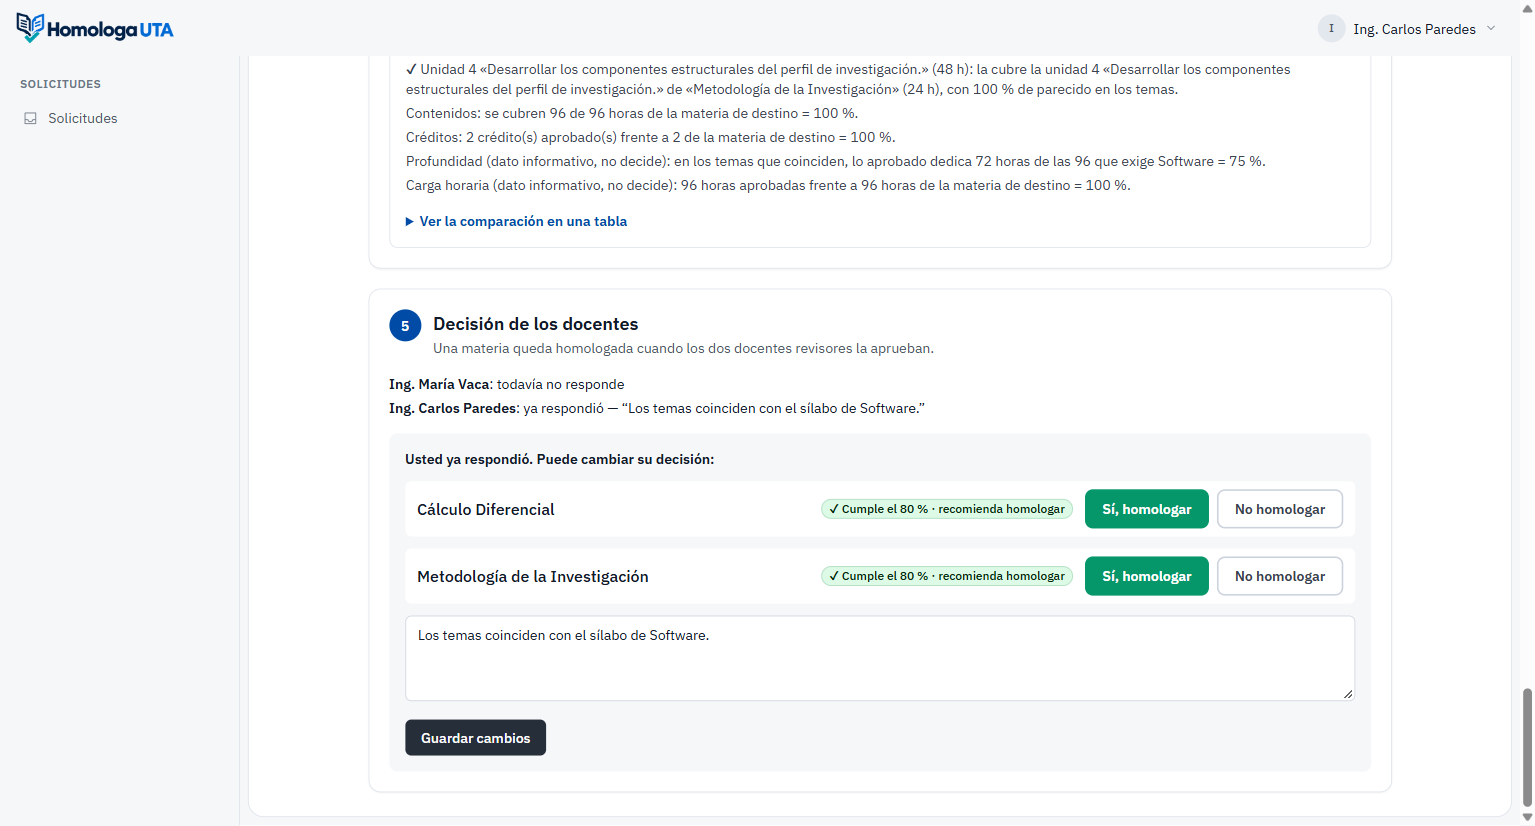 HomologaUTA
Ing. Carlos Paredes
I
SOLICITUDES
Solicitudes
✓ Unidad 4 «Desarrollar los componentes estructurales del perfil de investigación.» (48 h): la cubre la unidad 4 «Desarrollar los componentes
estructurales del perfil de investigación.» de «Metodología de la Investigación» (24 h), con 100 % de parecido en los temas.
Contenidos: se cubren 96 de 96 horas de la materia de destino = 100 %.
Créditos: 2 crédito(s) aprobado(s) frente a 2 de la materia de destino = 100 %.
Profundidad (dato informativo, no decide): en los temas que coinciden, lo aprobado dedica 72 horas de las 96 que exige Software = 75 %.
Carga horaria (dato informativo, no decide): 96 horas aprobadas frente a 96 horas de la materia de destino = 100 %.
▶ Ver la comparación en una tabla
5
Decisión de los docentes
Una materia queda homologada cuando los dos docentes revisores la aprueban.
Ing. María Vaca: todavía no responde
Ing. Carlos Paredes: ya respondió — “Los temas coinciden con el sílabo de Software.”
Usted ya respondió. Puede cambiar su decisión:
Cálculo Diferencial
✓ Cumple el 80 % · recomienda homologar
Sí, homologar
No homologar
Metodología de la Investigación
✓ Cumple el 80 % · recomienda homologar
Sí, homologar
No homologar
Los temas coinciden con el sílabo de Software.
Guardar cambios